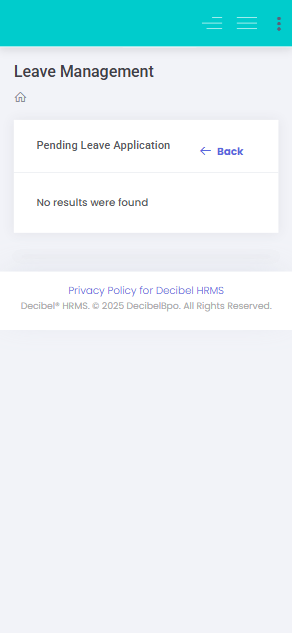 Leave Management
Pending Leave Application
Back
No results were found
Privacy Policy for Decibel HRMS
Decibel® HRMS. © 2025 DecibelBpo. All Rights Reserved.